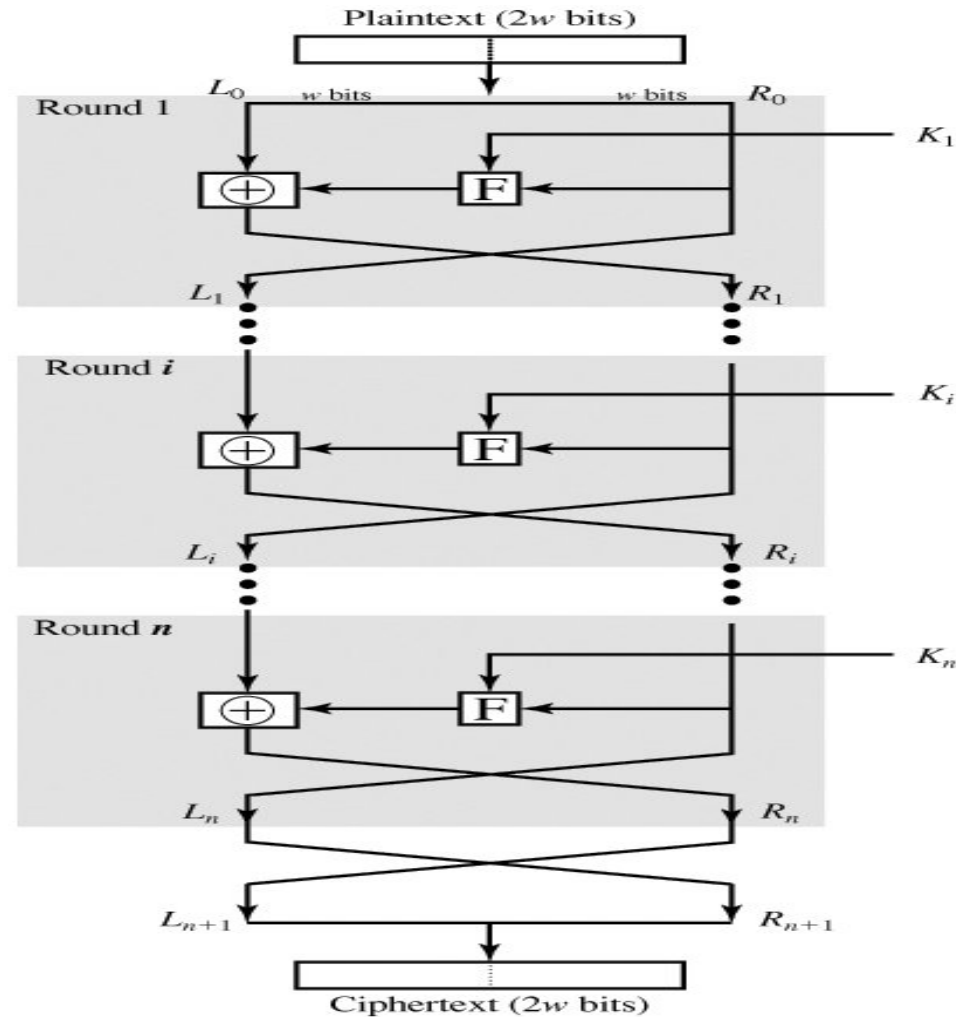 Plaintext (2w bits)
L₀ w bits w bits R₀
Round 1
K₁
⊕ F
L₁ R₁
Round i
Kᵢ
⊕ F
Lᵢ Rᵢ
Round n
Kₙ
⊕ F
Lₙ Rₙ
Lₙ₊₁ Rₙ₊₁
Ciphertext (2w bits)